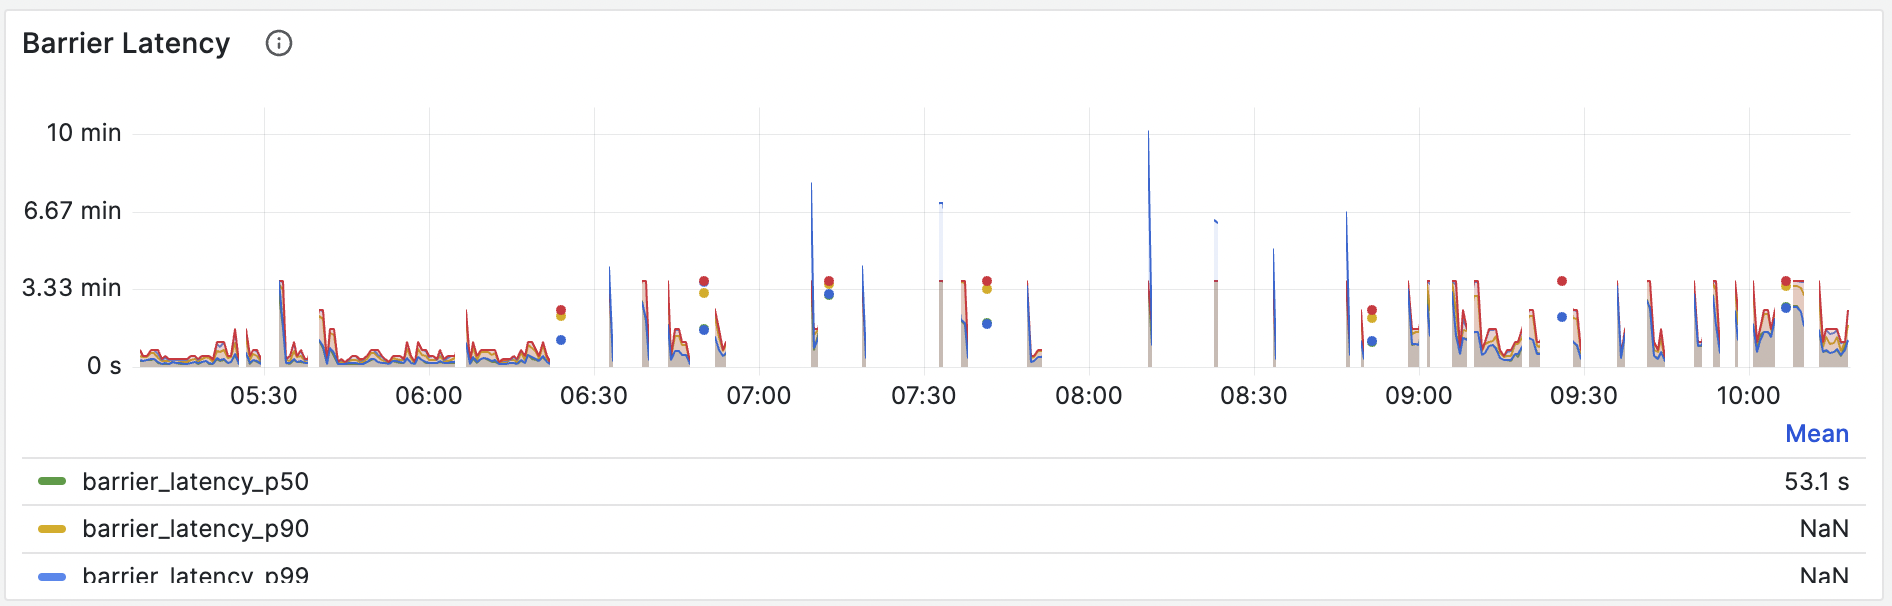 Barrier Latency
10 min
6.67 min
3.33 min
0 s
05:30 06:00 06:30 07:00 07:30 08:00 08:30 09:00 09:30 10:00
Mean
barrier_latency_p50 53.1 s
barrier_latency_p90 NaN
barrier_latency_p99 NaN